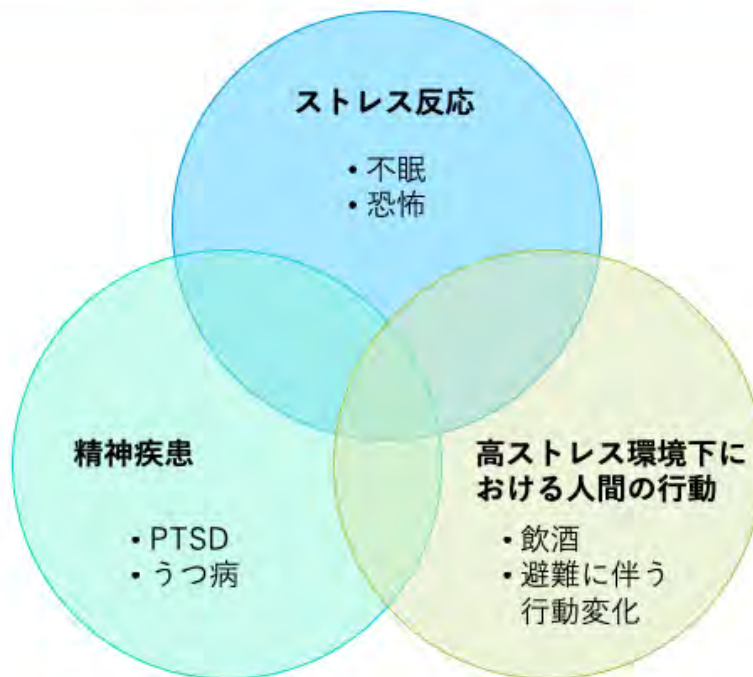 ストレス反応
• 不眠
• 恐怖
精神疾患
• PTSD
• うつ病
高ストレス環境下に
おける人間の行動
• 飲酒
• 避難に伴う
行動変化